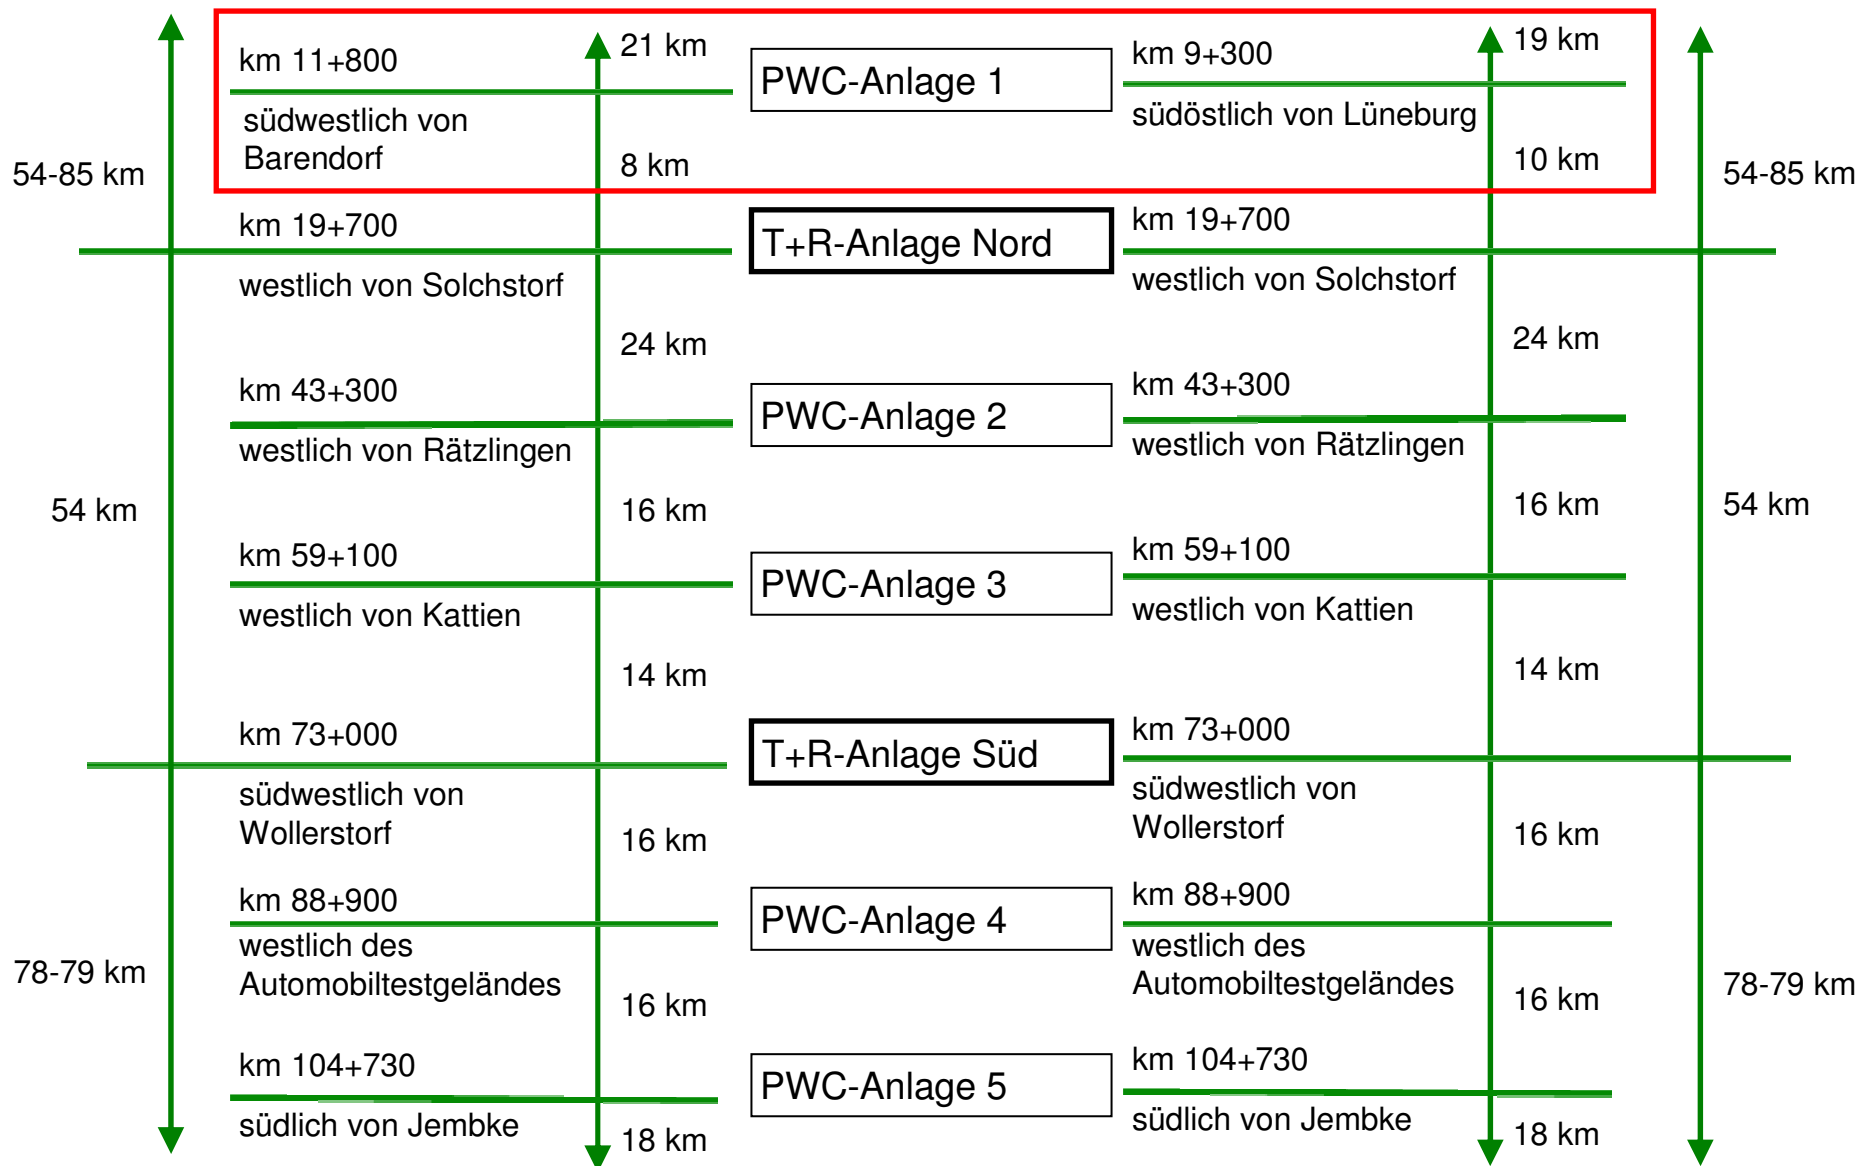 km 11+800
21 km
PWC-Anlage 1
km 9+300
19 km
südwestlich von
Barendorf
südöstlich von Lüneburg
54-85 km
8 km
10 km
54-85 km
km 19+700
T+R-Anlage Nord
km 19+700
westlich von Solchstorf
westlich von Solchstorf
24 km
24 km
km 43+300
PWC-Anlage 2
km 43+300
westlich von Rätzlingen
westlich von Rätzlingen
54 km
16 km
16 km
54 km
km 59+100
PWC-Anlage 3
km 59+100
westlich von Kattien
westlich von Kattien
14 km
14 km
km 73+000
T+R-Anlage Süd
km 73+000
südwestlich von
Wollerstorf
südwestlich von
Wollerstorf
16 km
16 km
km 88+900
PWC-Anlage 4
km 88+900
westlich des
Automobiltestgeländes
westlich des
Automobiltestgeländes
78-79 km
16 km
16 km
78-79 km
km 104+730
PWC-Anlage 5
km 104+730
südlich von Jembke
südlich von Jembke
18 km
18 km